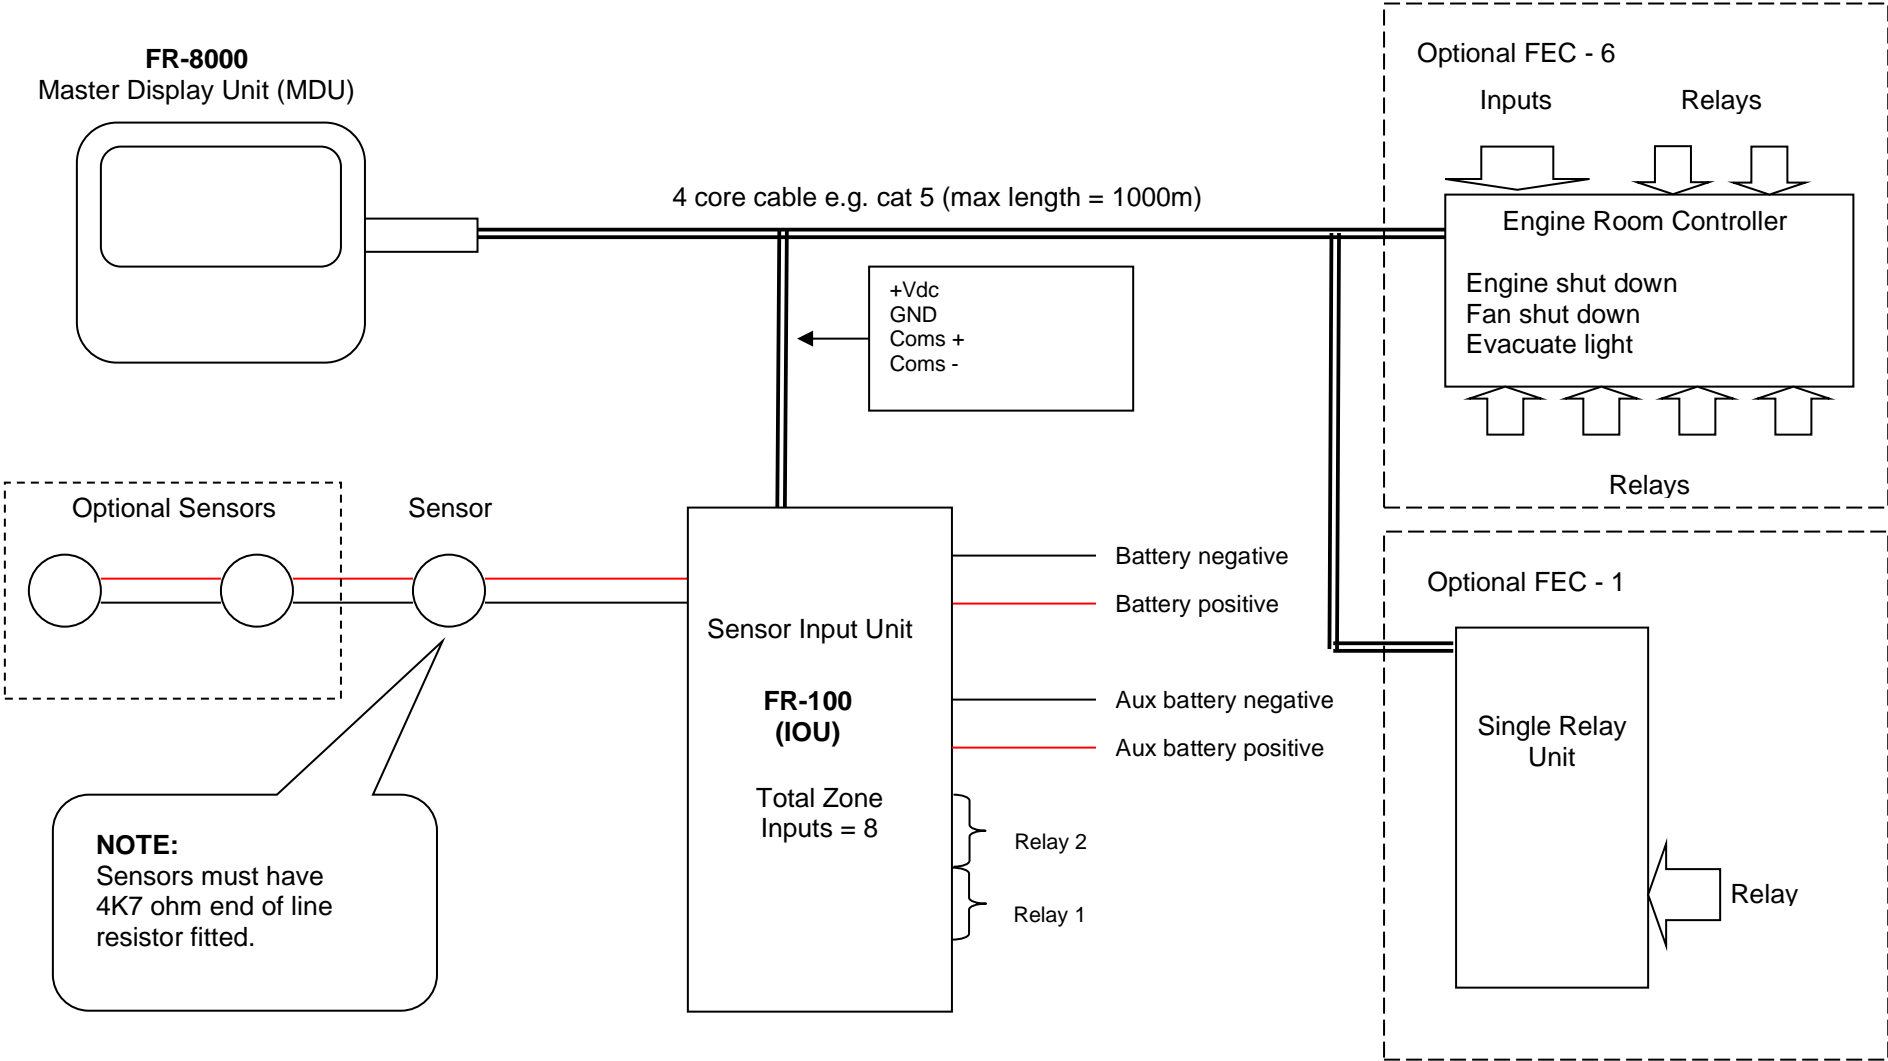 FR-8000
Master Display Unit (MDU)
4 core cable e.g. cat 5 (max length = 1000m)
+Vdc
GND
Coms +
Coms -
Optional FEC - 6
Inputs
Relays
Engine Room Controller
Engine shut down
Fan shut down
Evacuate light
Relays
Optional Sensors
Sensor
NOTE:
Sensors must have
4K7 ohm end of line
resistor fitted.
Sensor Input Unit
FR-100
(IOU)
Total Zone
Inputs = 8
Battery negative
Battery positive
Aux battery negative
Aux battery positive
Relay 2
Relay 1
Optional FEC - 1
Single Relay
Unit
Relay